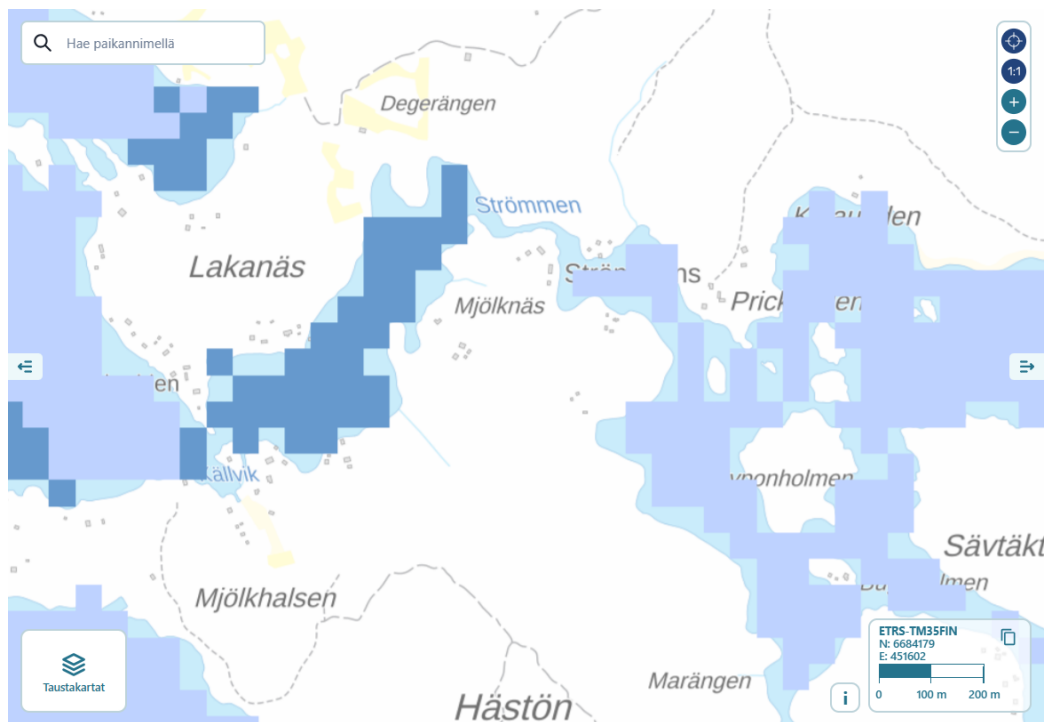 Hae paikannimellä
1:1
Degerängen
Strömmen
Lakanäs
Mjölknäs
Källvik
Sävtäkt
Mjölkhalsen
Marängen
Hästön
Taustakartat
ETRS-TM35FIN
N: 6684179
E: 451602
0 100 m 200 m
i